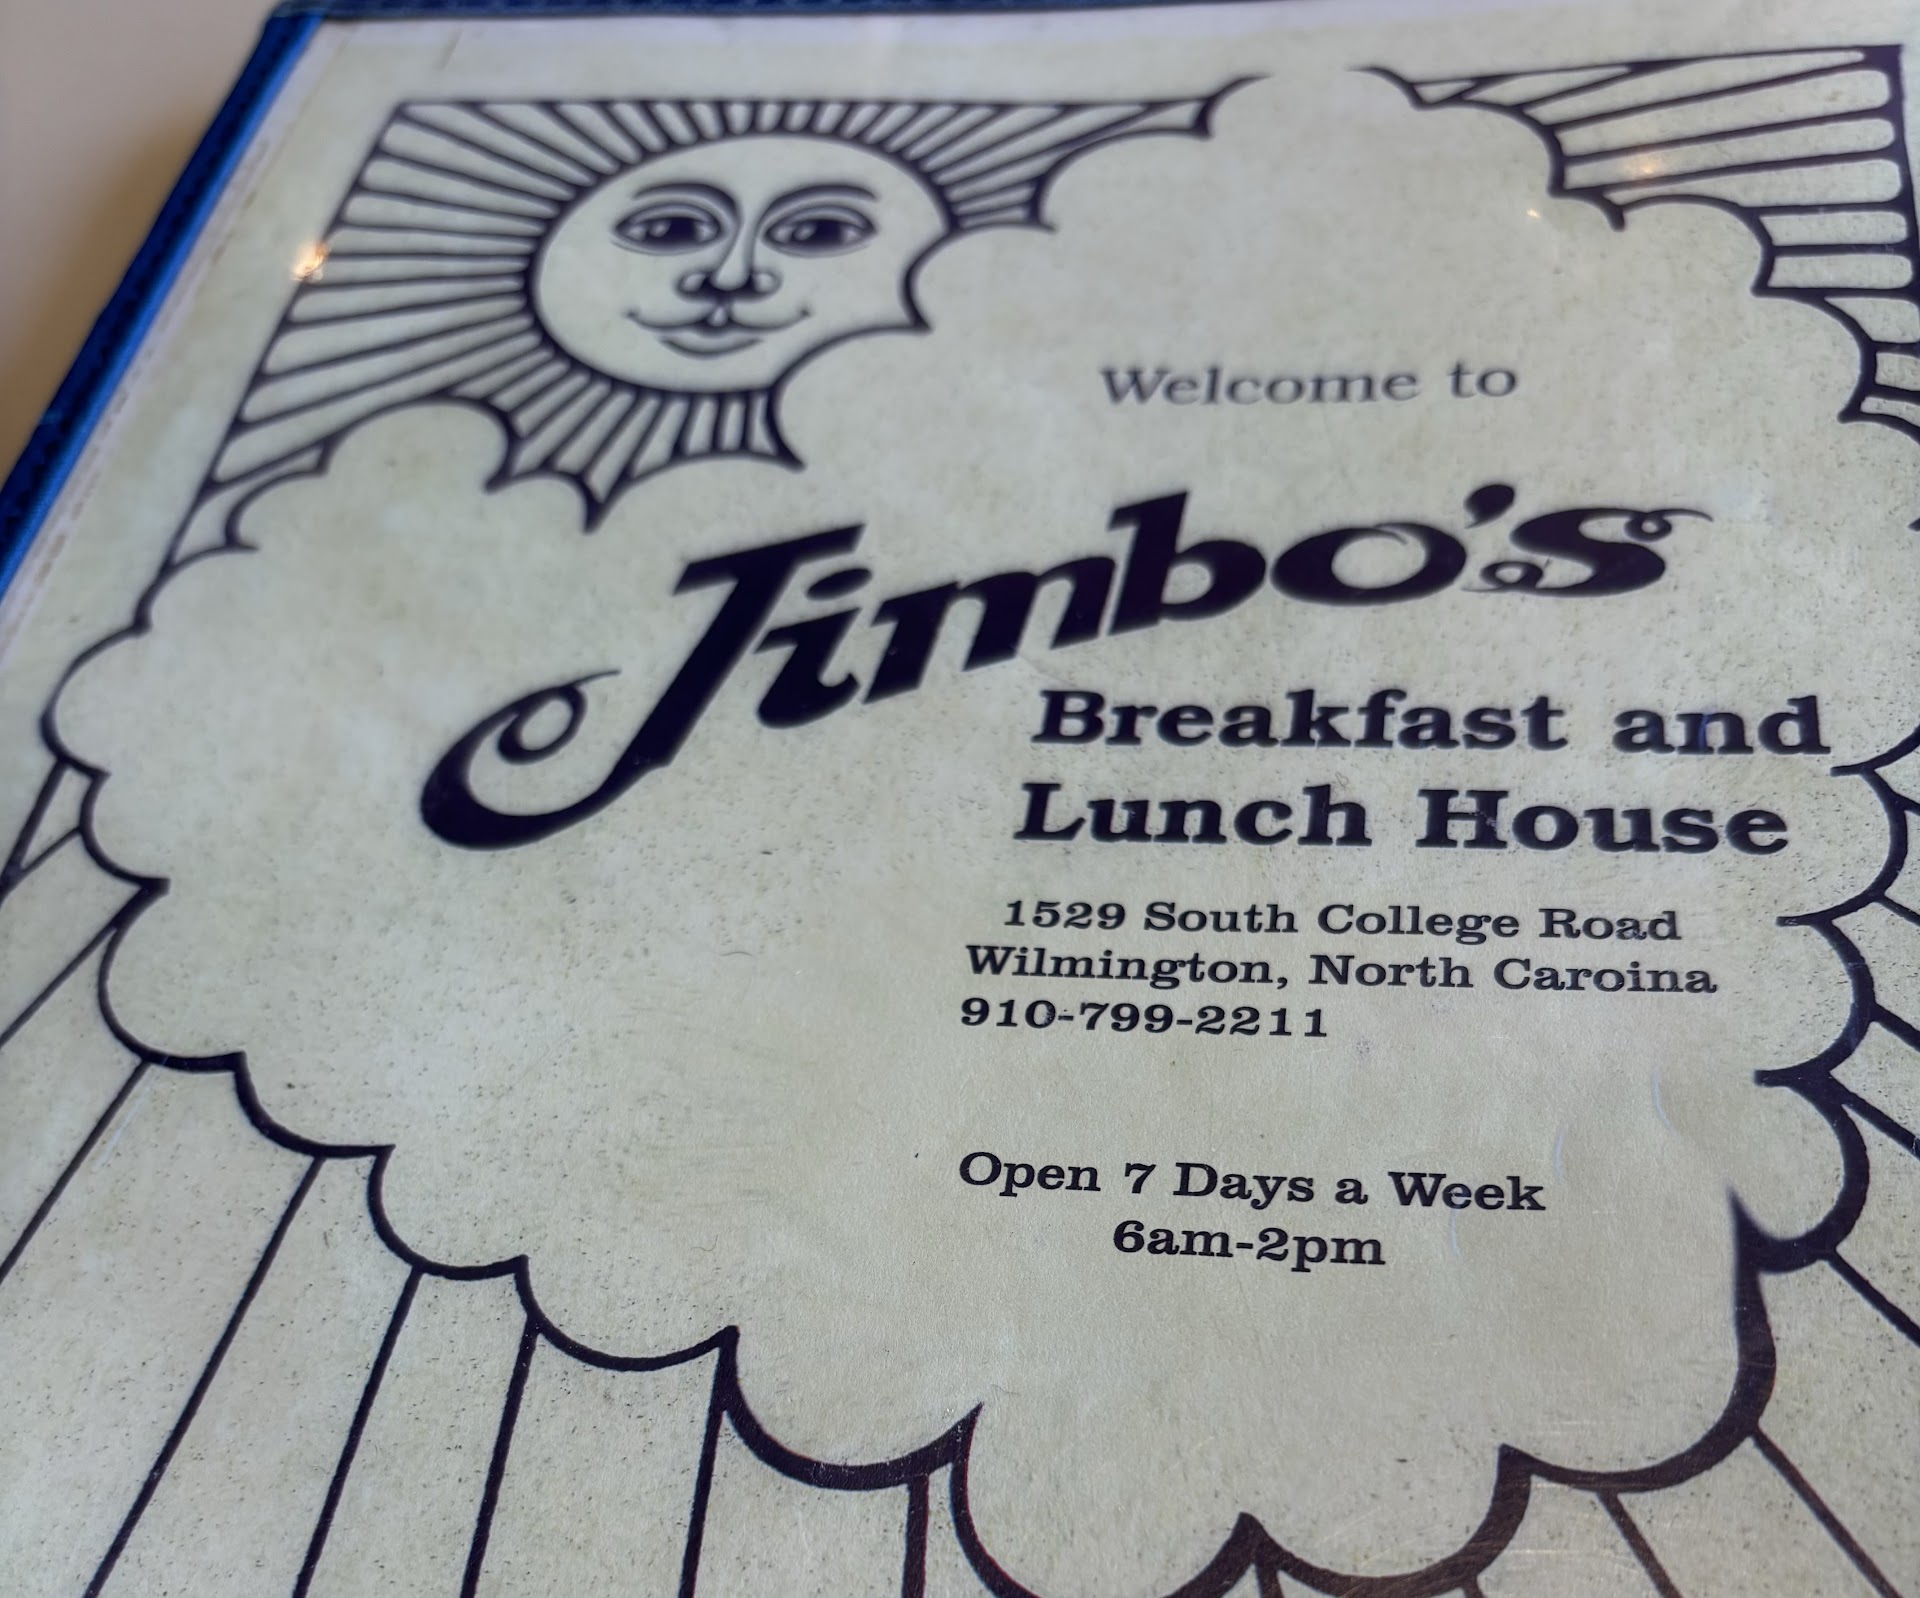 Welcome to
Jimbo's
Breakfast and
Lunch House
1529 South College Road
Wilmington, North Caroina
910-799-2211
Open 7 Days a Week
6am-2pm